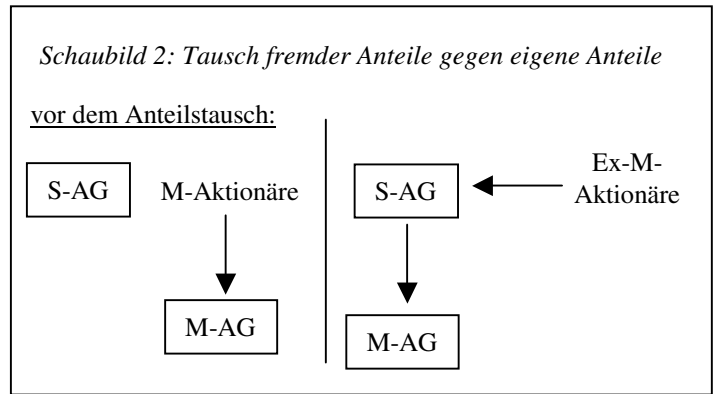 Schaubild 2: Tausch fremder Anteile gegen eigene Anteile
vor dem Anteilstausch:
S-AG
M-Aktionäre
M-AG
S-AG
Ex-M-
Aktionäre
M-AG